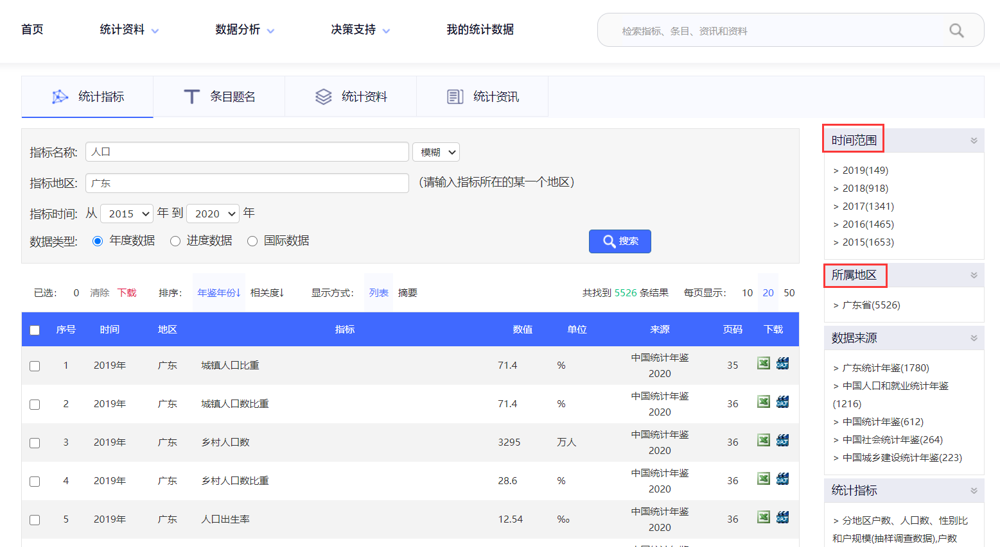 首页 统计资料 数据分析 决策支持 我的统计数据 检索指标、条目、资讯和资料
统计指标 条目题名 统计资料 统计资讯
指标名称: 人口 模糊
指标地区: 广东 (请输入指标所在的某一个地区)
指标时间: 从 2015 年 到 2020 年
数据类型: 年度数据 进度数据 国际数据 搜索
已选: 0 清除 下载 排序: 年鉴年份↓ 相关度↓ 显示方式: 列表 摘要 共找到 5526 条结果 每页显示: 10 20 50
序号 时间 地区 指标 数值 单位 来源 页码 下载
1 2019年 广东 城镇人口比重 71.4 % 中国统计年鉴 2020 35
2 2019年 广东 城镇人口数比重 71.4 % 中国统计年鉴 2020 36
3 2019年 广东 乡村人口数 3295 万人 中国统计年鉴 2020 36
4 2019年 广东 乡村人口数比重 28.6 % 中国统计年鉴 2020 36
5 2019年 广东 人口出生率 12.54 ‰ 中国统计年鉴 2020 36
时间范围
> 2019(149)
> 2018(918)
> 2017(1341)
> 2016(1465)
> 2015(1653)
所属地区
> 广东省(5526)
数据来源
> 广东统计年鉴(1780)
> 中国人口和就业统计年鉴
(1216)
> 中国统计年鉴(612)
> 中国社会统计年鉴(264)
> 中国城乡建设统计年鉴(223)
统计指标
> 分地区户数、人口数、性别比
和户规模(抽样调查数据),户数